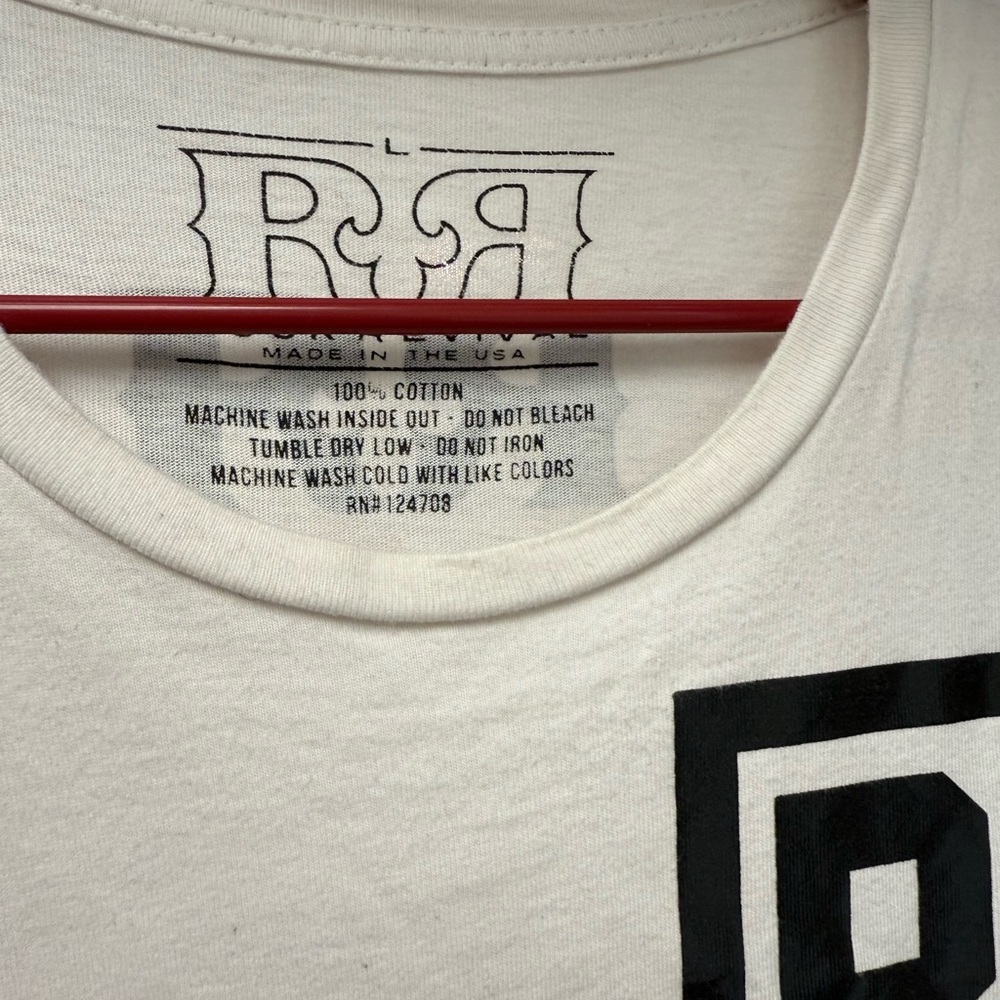 L
RR
MADE IN THE USA
100% COTTON
MACHINE WASH INSIDE OUT - DO NOT BLEACH
TUMBLE DRY LOW - DO NOT IRON
MACHINE WASH COLD WITH LIKE COLORS
RN# 124708